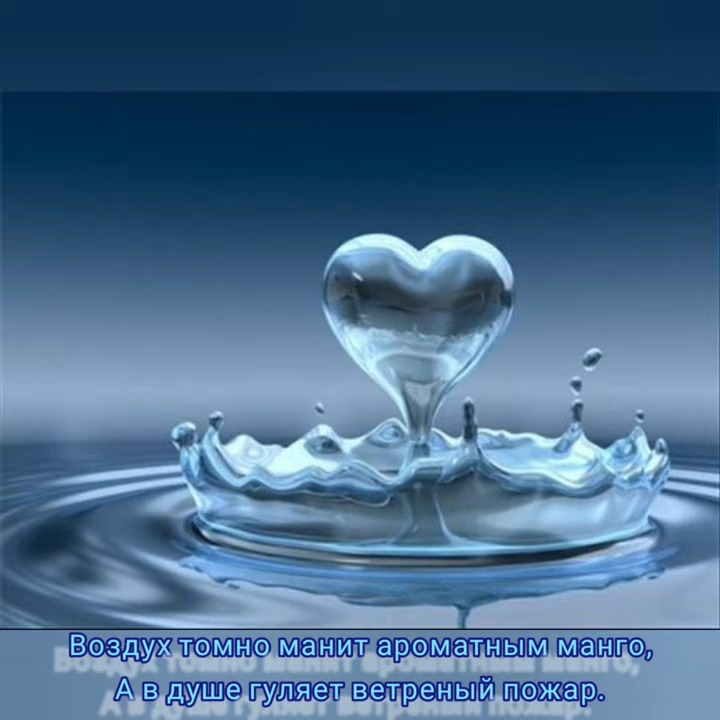 Воздух томно манит ароматным манго,
А в душе гуляет ветреный пожар.